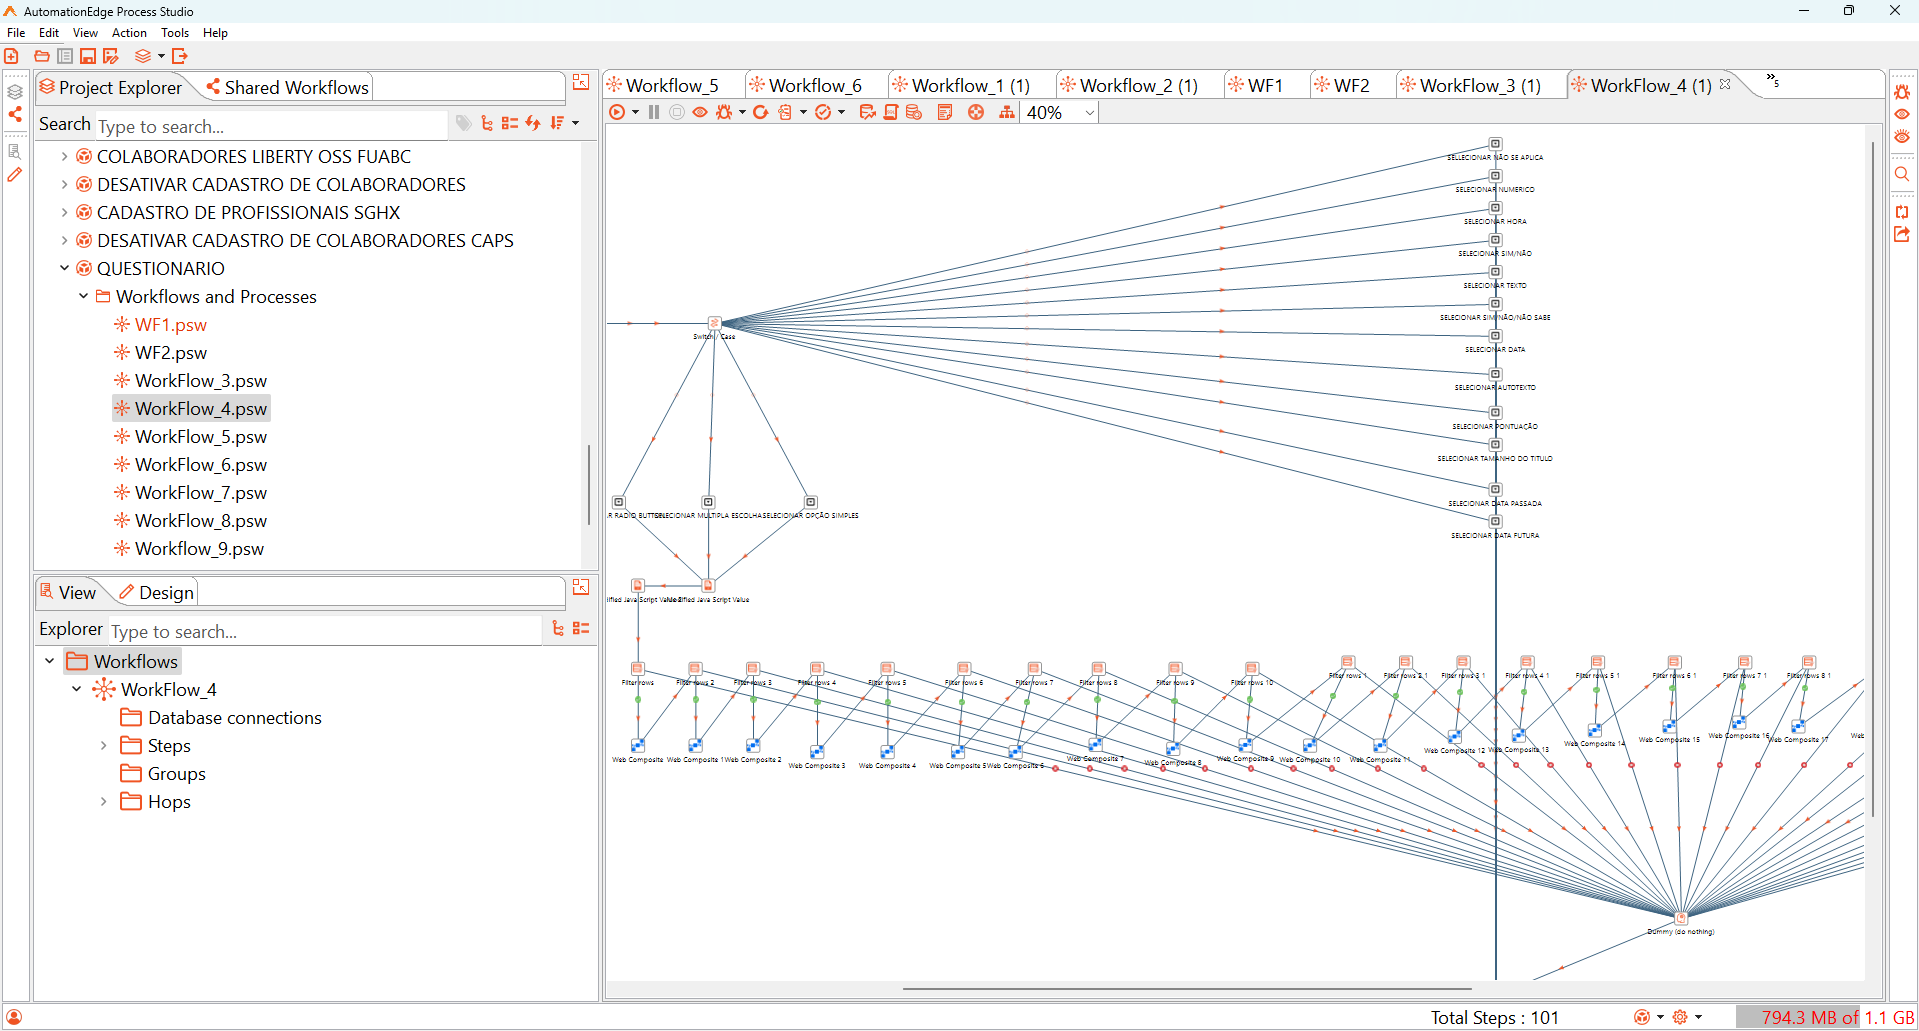 AutomationEdge Process Studio
File Edit View Action Tools Help
Project Explorer
Shared Workflows
Search Type to search...
COLABORADORES LIBERTY OSS FUABC
DESATIVAR CADASTRO DE COLABORADORES
CADASTRO DE PROFISSIONAIS SGHX
DESATIVAR CADASTRO DE COLABORADORES CAPS
QUESTIONARIO
Workflows and Processes
WF1.psw
WF2.psw
WorkFlow_3.psw
WorkFlow_4.psw
WorkFlow_5.psw
WorkFlow_6.psw
WorkFlow_7.psw
WorkFlow_8.psw
Workflow_9.psw
View
Design
Explorer Type to search...
Workflows
WorkFlow_4
Database connections
Steps
Groups
Hops
Workflow_5 Workflow_6 Workflow_1 (1) Workflow_2 (1) WF1 WF2 WorkFlow_3 (1) WorkFlow_4 (1) »5
40%
SELLECIONAR NÃO SE APLICA
SELECIONAR NUMERICO
SELECIONAR HORA
SELECIONAR SIM/NÃO
SELECIONAR TEXTO
SELECIONAR SIM/NÃO/NÃO SABE
SELECIONAR DATA
SELECIONAR AUTOTEXTO
SELECIONAR PONTUAÇÃO
SELECIONAR TAMANHO DO TITULO
SELECIONAR DATA PASSADA
SELECIONAR DATA FUTURA
Switch / Case
SELECIONAR MULTIPLA ESCOLHA SELECIONAR OPÇÃO SIMPLES
Modified Java Script Value
Filter rows Filter rows 2 Filter rows 3 Filter rows 4 Filter rows 5 Filter rows 6 Filter rows 7 Filter rows 8 Filter rows 9 Filter rows 10 Filter rows 1 Filter rows 2 1 Filter rows 3 1 Filter rows 4 1 Filter rows 5 1 Filter rows 6 1 Filter rows 7 1 Filter rows 8 1
Web Composite Web Composite 1 Web Composite 2 Web Composite 3 Web Composite 4 Web Composite 5 Web Composite 6 Web Composite 7 Web Composite 8 Web Composite 9 Web Composite 10 Web Composite 11 Web Composite 12 Web Composite 13 Web Composite 14 Web Composite 15 Web Composite 16 Web Composite 17
Dummy (do nothing)
Total Steps : 101
794.3 MB of 1.1 GB